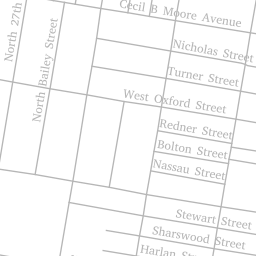 Cecil B Moore Avenue
North 27th
North Bailey Street
Nicholas Street
Turner Street
West Oxford Street
Redner Street
Bolton Street
Nassau Street
Stewart Street
Sharswood Street
Harlan St